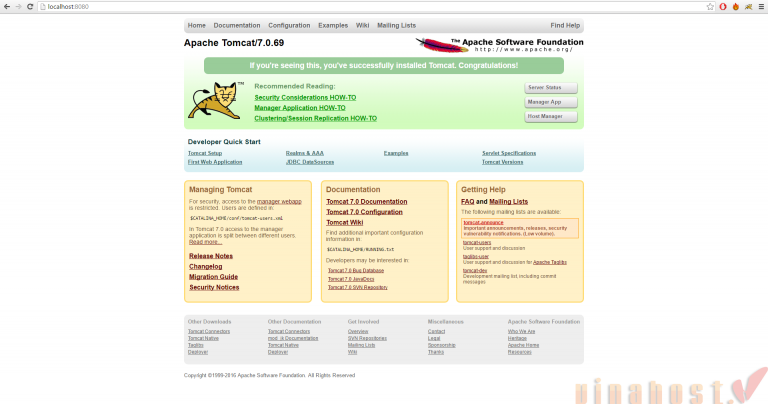 localhost:8080
Home Documentation Configuration Examples Wiki Mailing Lists Find Help
Apache Tomcat/7.0.69
The Apache Software Foundation
http://www.apache.org/
If you're seeing this, you've successfully installed Tomcat. Congratulations!
TM
Recommended Reading:
Security Considerations HOW-TO
Manager Application HOW-TO
Clustering/Session Replication HOW-TO
Server Status
Manager App
Host Manager
Developer Quick Start
Tomcat Setup
First Web Application
Realms & AAA
JDBC DataSources
Examples
Servlet Specifications
Tomcat Versions
Managing Tomcat
For security, access to the manager webapp
is restricted. Users are defined in:
$CATALINA_HOME/conf/tomcat-users.xml
In Tomcat 7.0 access to the manager
application is split between different users.
Read more...
Release Notes
Changelog
Migration Guide
Security Notices
Documentation
Tomcat 7.0 Documentation
Tomcat 7.0 Configuration
Tomcat Wiki
Find additional important configuration
information in:
$CATALINA_HOME/RUNNING.txt
Developers may be interested in:
Tomcat 7.0 Bug Database
Tomcat 7.0 JavaDocs
Tomcat 7.0 SVN Repository
Getting Help
FAQ and Mailing Lists
The following mailing lists are available:
tomcat-announce
Important announcements, releases, security
vulnerability notifications. (Low volume).
tomcat-users
User support and discussion
taglibs-user
User support and discussion for Apache Taglibs
tomcat-dev
Development mailing list, including commit
messages
Other Downloads
Tomcat Connectors
Tomcat Native
Taglibs
Deployer
Other Documentation
Tomcat Connectors
mod_jk Documentation
Tomcat Native
Deployer
Get Involved
Overview
SVN Repositories
Mailing Lists
Wiki
Miscellaneous
Contact
Legal
Sponsorship
Thanks
Apache Software Foundation
Who We Are
Heritage
Apache Home
Resources
Copyright ©1999-2016 Apache Software Foundation. All Rights Reserved